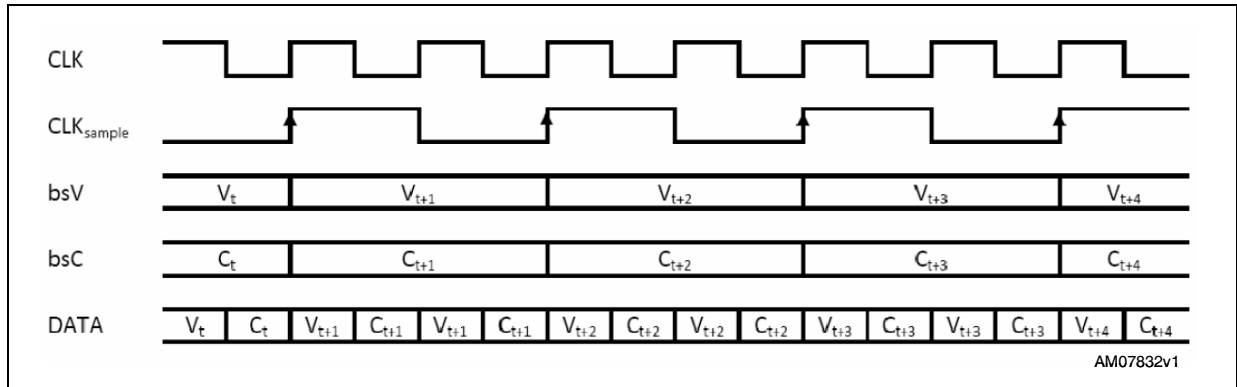 CLK
CLKsample
bsV Vt Vt+1 Vt+2 Vt+3 Vt+4
bsC Ct Ct+1 Ct+2 Ct+3 Ct+4
DATA Vt Ct Vt+1 Ct+1 Vt+1 Ct+1 Vt+2 Ct+2 Vt+2 Ct+2 Vt+3 Ct+3 Vt+3 Ct+3 Vt+4 Ct+4
AM07832v1